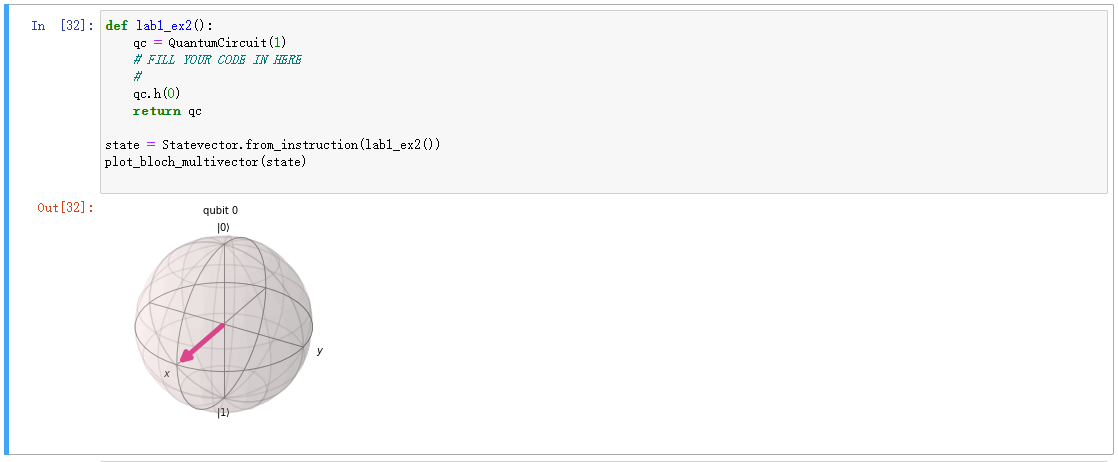 In [32]: def lab1_ex2():
    qc = QuantumCircuit(1)
    # FILL YOUR CODE IN HERE
    #
    qc.h(0)
    return qc
state = Statevector.from_instruction(lab1_ex2())
plot_bloch_multivector(state)
Out[32]:
qubit 0
|0⟩
y
x
|1⟩